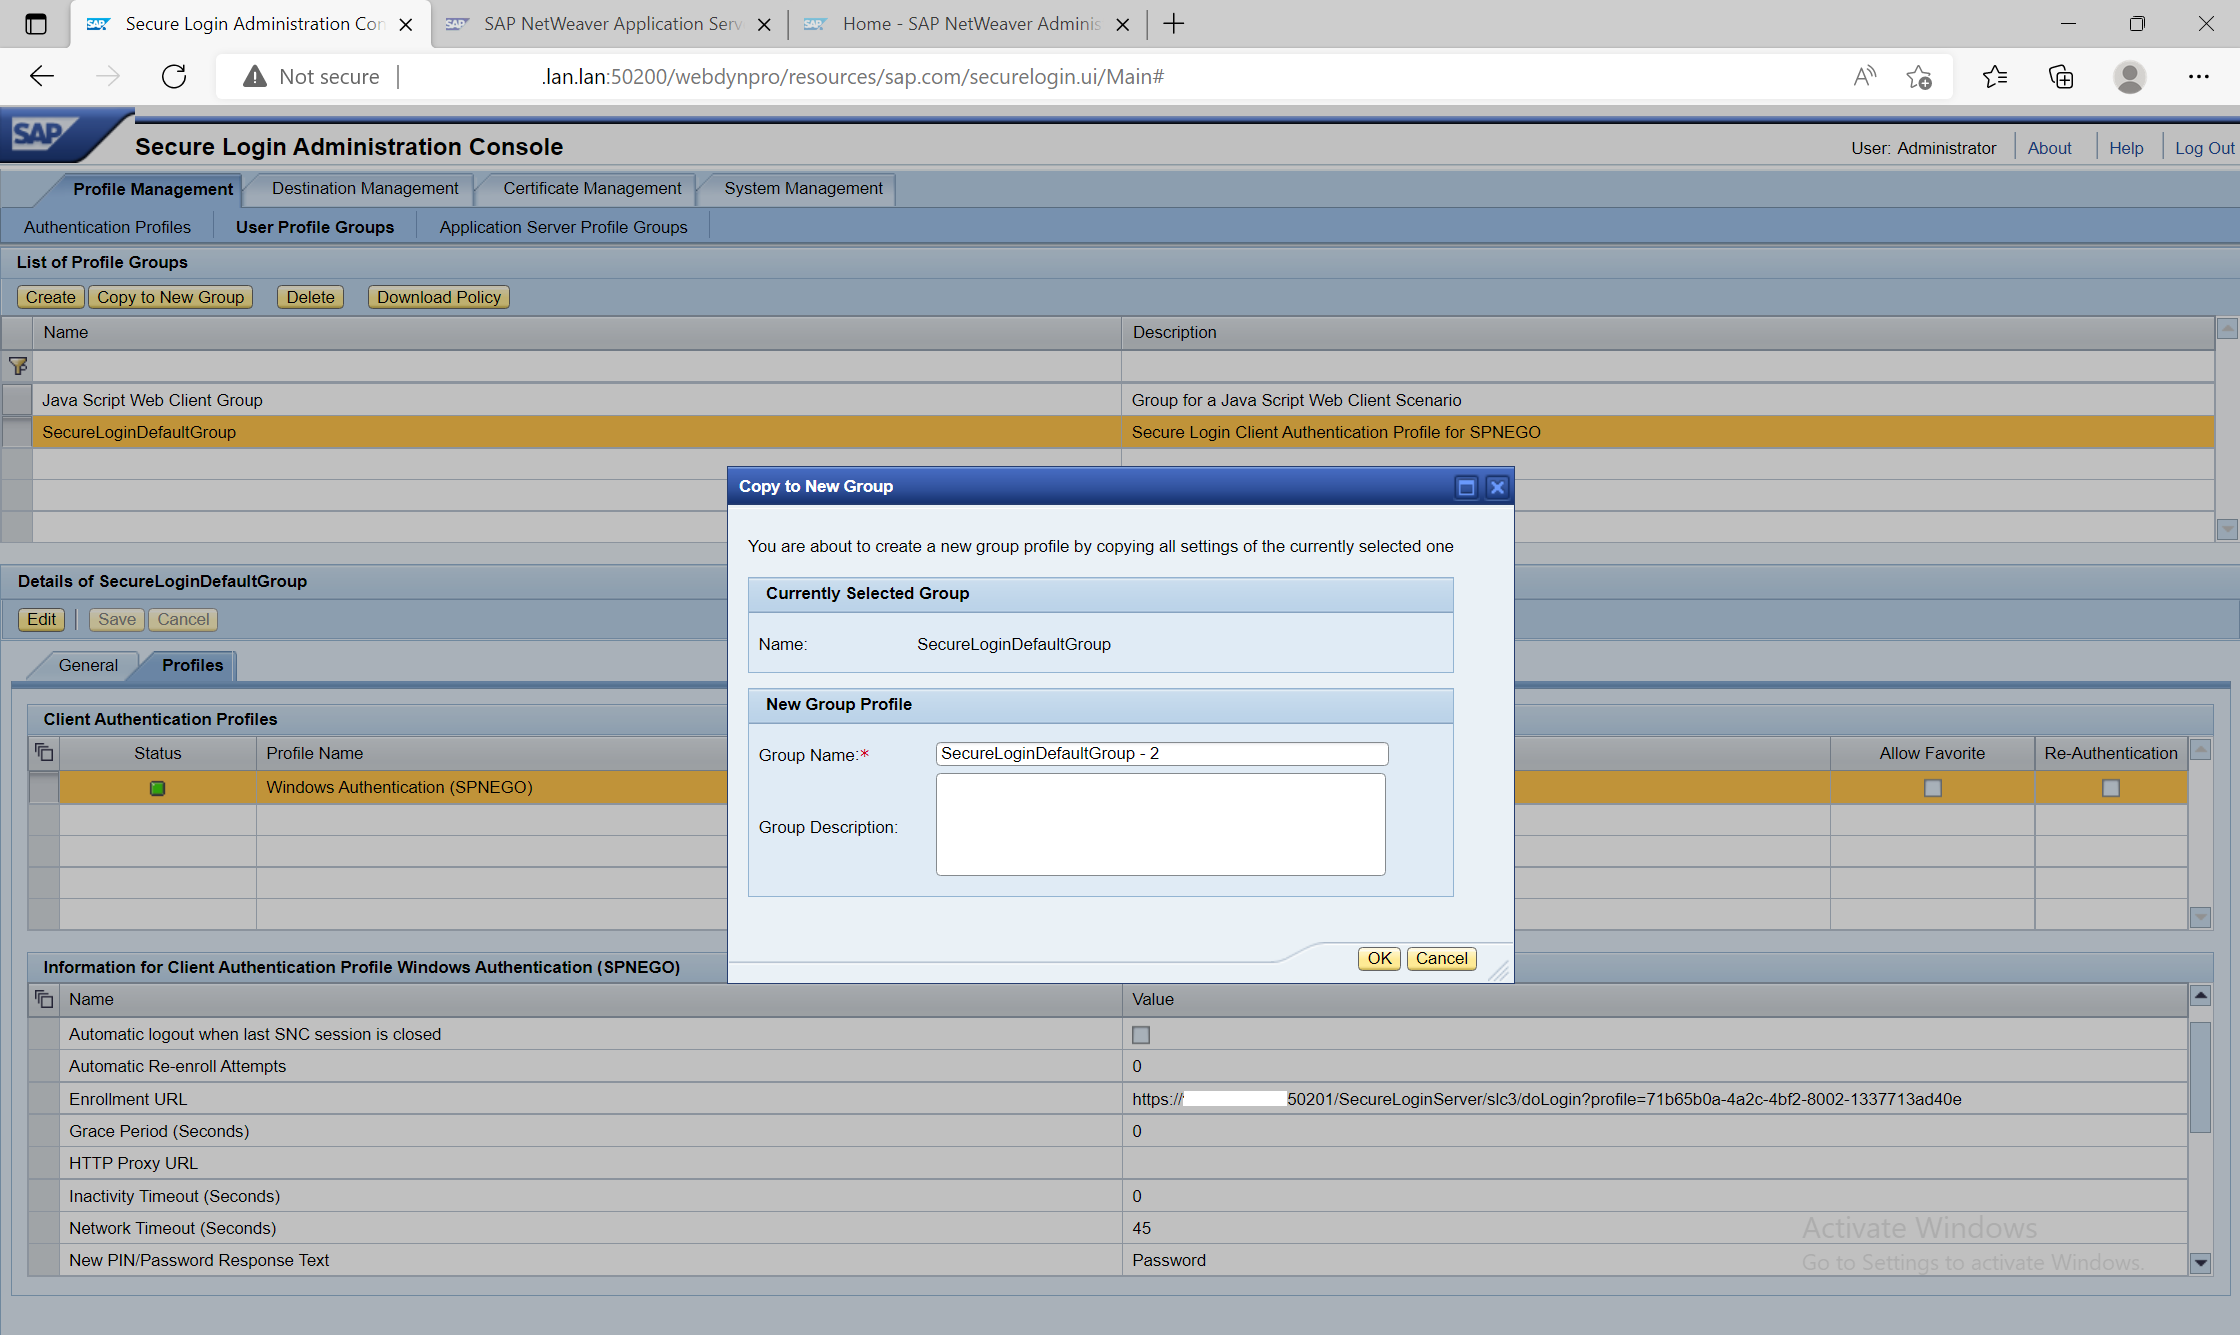 Secure Login Administration Con
SAP NetWeaver Application Serv
Home - SAP NetWeaver Adminis
Not secure
.lan.lan:50200/webdynpro/resources/sap.com/securelogin.ui/Main#
SAP
Secure Login Administration Console
User: Administrator
About
Help
Log Out
Profile Management
Destination Management
Certificate Management
System Management
Authentication Profiles
User Profile Groups
Application Server Profile Groups
List of Profile Groups
Create
Copy to New Group
Delete
Download Policy
Name
Description
Java Script Web Client Group
Group for a Java Script Web Client Scenario
SecureLoginDefaultGroup
Secure Login Client Authentication Profile for SPNEGO
Copy to New Group
You are about to create a new group profile by copying all settings of the currently selected one
Currently Selected Group
Name:
SecureLoginDefaultGroup
New Group Profile
Group Name:*
SecureLoginDefaultGroup - 2
Group Description:
OK
Cancel
Details of SecureLoginDefaultGroup
Edit
Save
Cancel
General
Profiles
Client Authentication Profiles
Status
Profile Name
Allow Favorite
Re-Authentication
Windows Authentication (SPNEGO)
Information for Client Authentication Profile Windows Authentication (SPNEGO)
Name
Value
Automatic logout when last SNC session is closed
Automatic Re-enroll Attempts
0
Enrollment URL
https:// 50201/SecureLoginServer/slc3/doLogin?profile=71b65b0a-4a2c-4bf2-8002-1337713ad40e
Grace Period (Seconds)
0
HTTP Proxy URL
Inactivity Timeout (Seconds)
0
Network Timeout (Seconds)
45
New PIN/Password Response Text
Password
Activate Windows
Go to Settings to activate Windows.